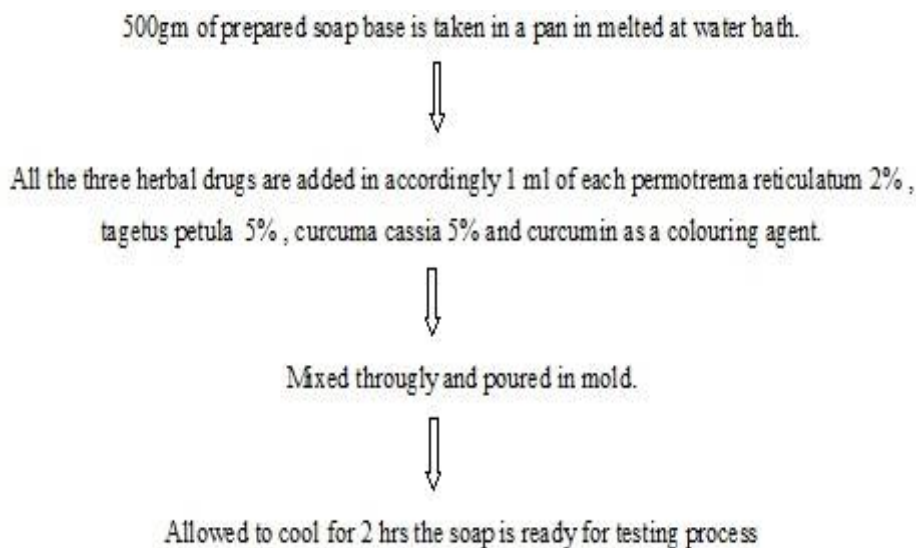 500gm of prepared soap base is taken in a pan in melted at water bath.
All the three herbal drugs are added in accordingly 1 ml of each permotrema reticulatum 2% ,
tagetus petula 5% , curcuma cassia 5% and curcumin as a colouring agent.
Mixed throgly and poured in mold.
Allowed to cool for 2 hrs the soap is ready for testing process